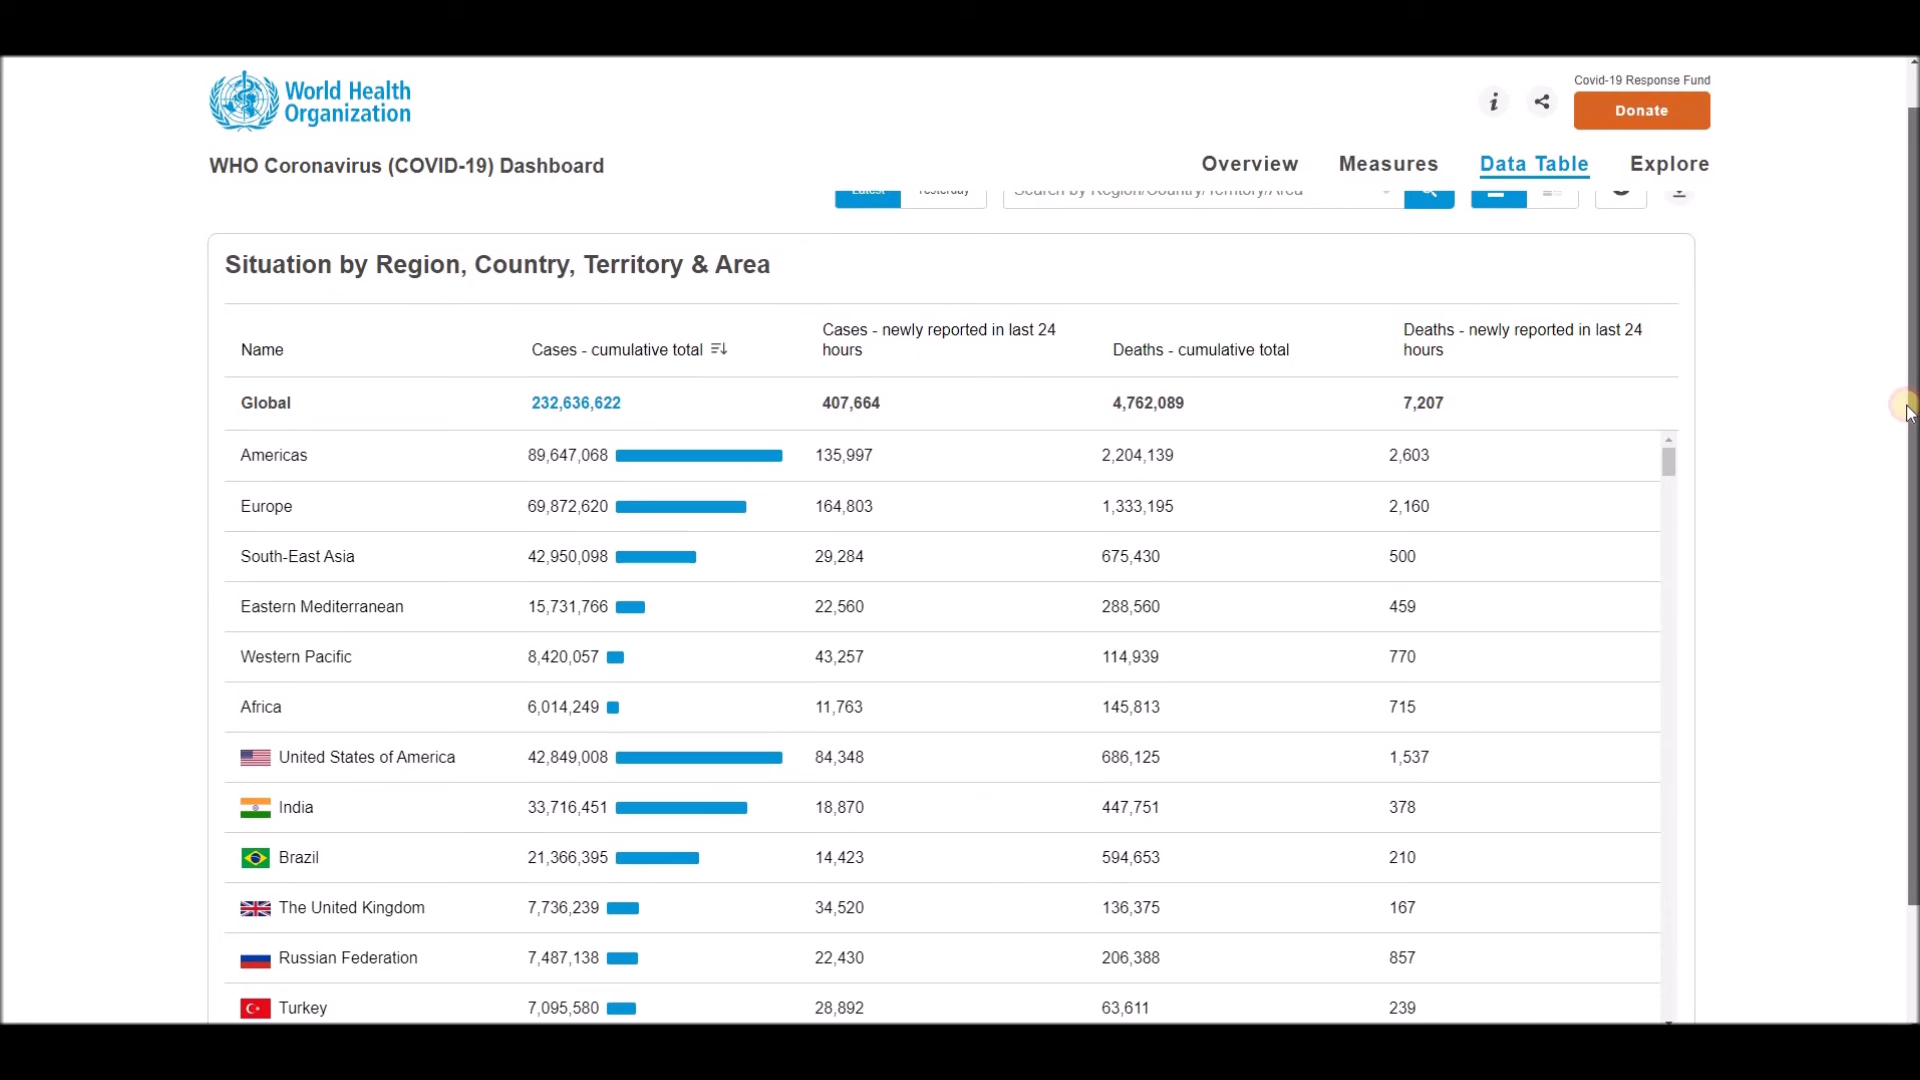 World Health
Organization
Covid-19 Response Fund
Donate
WHO Coronavirus (COVID-19) Dashboard
Overview Measures Data Table Explore
Latest Yesterday Search by Region/Country/Territory/Area
Situation by Region, Country, Territory & Area
Name Cases - cumulative total Cases - newly reported in last 24 hours Deaths - cumulative total Deaths - newly reported in last 24 hours
Global 232,636,622 407,664 4,762,089 7,207
Americas 89,647,068 135,997 2,204,139 2,603
Europe 69,872,620 164,803 1,333,195 2,160
South-East Asia 42,950,098 29,284 675,430 500
Eastern Mediterranean 15,731,766 22,560 288,560 459
Western Pacific 8,420,057 43,257 114,939 770
Africa 6,014,249 11,763 145,813 715
United States of America 42,849,008 84,348 686,125 1,537
India 33,716,451 18,870 447,751 378
Brazil 21,366,395 14,423 594,653 210
The United Kingdom 7,736,239 34,520 136,375 167
Russian Federation 7,487,138 22,430 206,388 857
Turkey 7,095,580 28,892 63,611 239